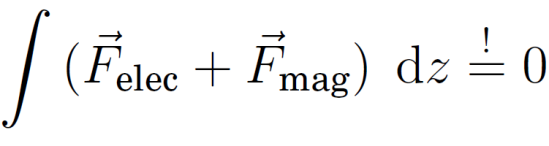 ∫ (F⃗elec + F⃗mag) dz =! 0